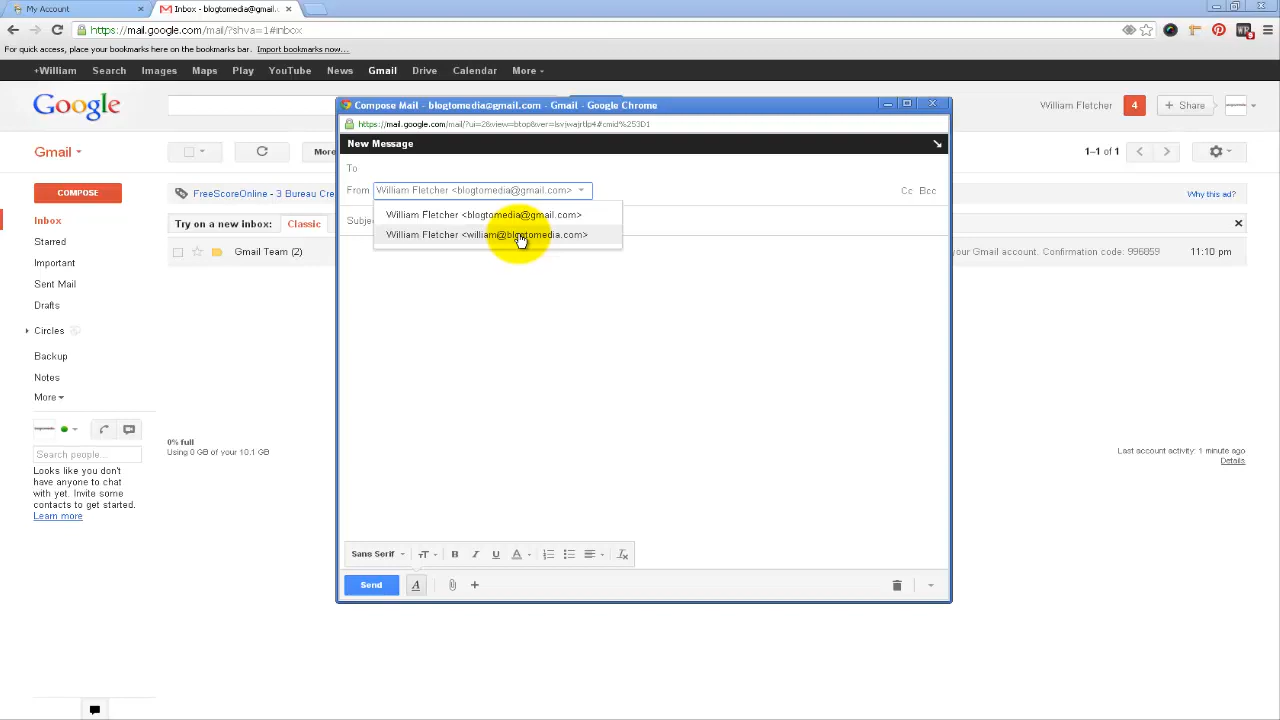 My Account
Inbox - blogtomedia@gmail.c
https://mail.google.com/mail/?shva=1#inbox
For quick access, place your bookmarks here on the bookmarks bar. Import bookmarks now...
+William Search Images Maps Play YouTube News Gmail Drive Calendar More
Google
William Fletcher 4 + Share
Compose Mail - blogtomedia@gmail.com - Gmail - Google Chrome
New Message
Gmail
More
1–1 of 1
To
From William Fletcher <blogtomedia@gmail.com>
Cc Bcc
William Fletcher <blogtomedia@gmail.com>
William Fletcher <william@blogtomedia.com>
COMPOSE
FreeScoreOnline - 3 Bureau Cre
Why this ad?
Inbox
Try on a new inbox: Classic
Subjec
Starred
Gmail Team (2)
your Gmail account. Confirmation code: 996859
11:10 pm
Important
Sent Mail
Drafts
Circles
Backup
Notes
More
Search people...
Looks like you don't
have anyone to chat
with yet. Invite some
contacts to get started.
Learn more
0% full
Using 0 GB of your 10.1 GB
Last account activity: 1 minute ago
Details
Sans Serif
Send